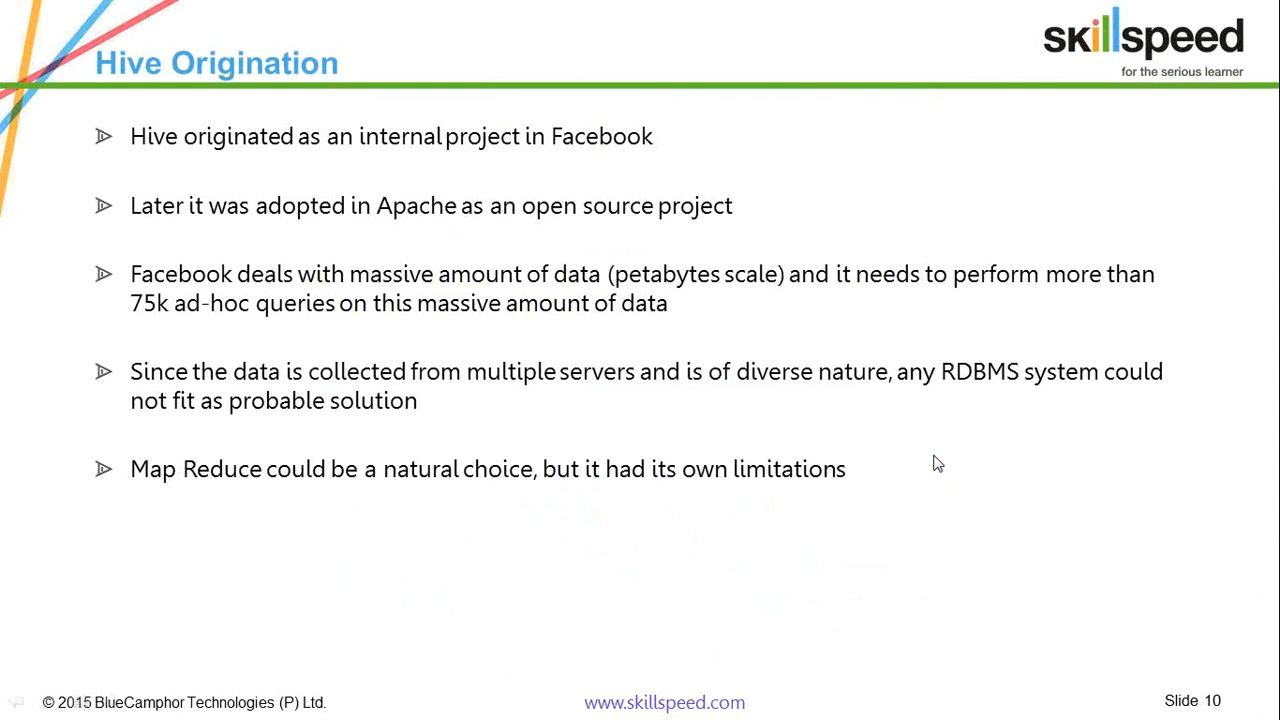 Hive Origination
skillspeed
for the serious learner
Hive originated as an internal project in Facebook
Later it was adopted in Apache as an open source project
Facebook deals with massive amount of data (petabytes scale) and it needs to perform more than
75k ad-hoc queries on this massive amount of data
Since the data is collected from multiple servers and is of diverse nature, any RDBMS system could
not fit as probable solution
Map Reduce could be a natural choice, but it had its own limitations
© 2015 BlueCamphor Technologies (P) Ltd.
www.skillspeed.com
Slide 10